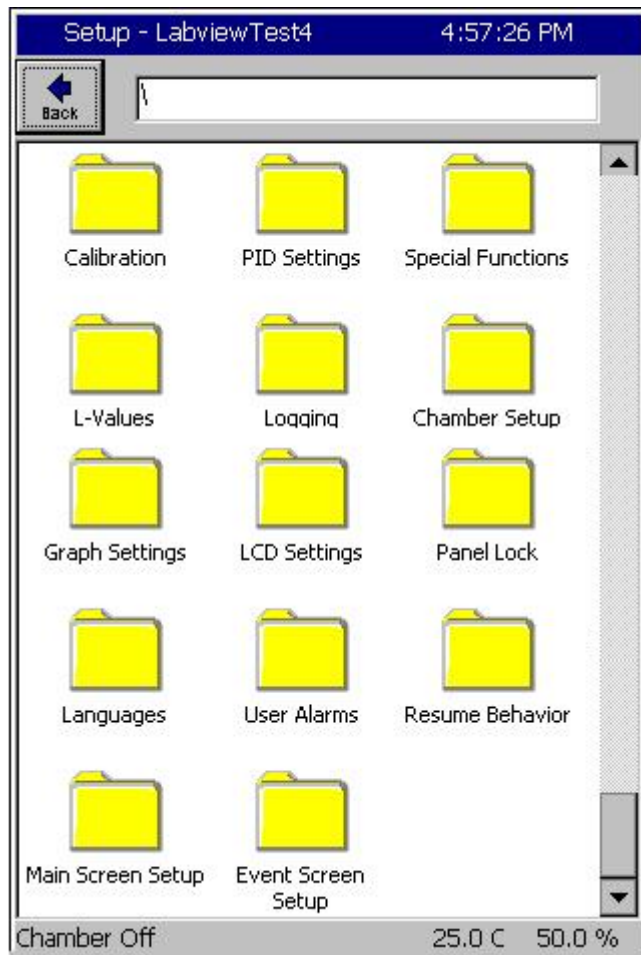 Setup - LabviewTest4 4:57:26 PM
Back
\
Calibration PID Settings Special Functions
L-Values Logging Chamber Setup
Graph Settings LCD Settings Panel Lock
Languages User Alarms Resume Behavior
Main Screen Setup Event Screen
Setup
Chamber Off 25.0 C 50.0 %